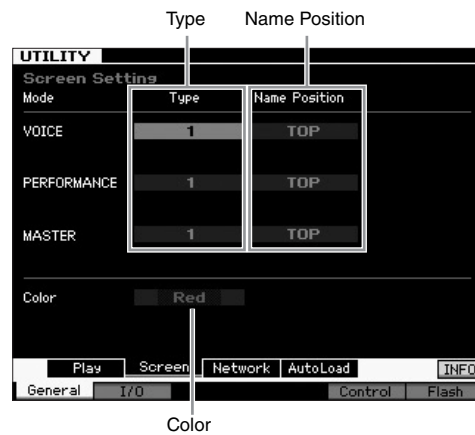 Type Name Position
UTILITY
Screen Setting
Mode Type Name Position
VOICE 1 TOP
PERFORMANCE 1 TOP
MASTER 1 TOP
Color Red
Play Screen Network AutoLoad INFO
General I/O Control Flash
Color